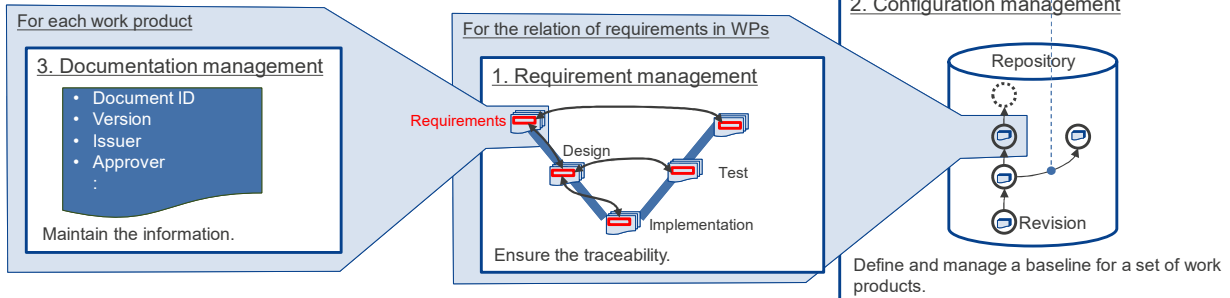 For each work product
3. Documentation management
• Document ID
• Version
• Issuer
• Approver
:
Maintain the information.
For the relation of requirements in WPs
1. Requirement management
Requirements
Design
Test
Implementation
Ensure the traceability.
2. Configuration management
Repository
Revision
Define and manage a baseline for a set of work
products.